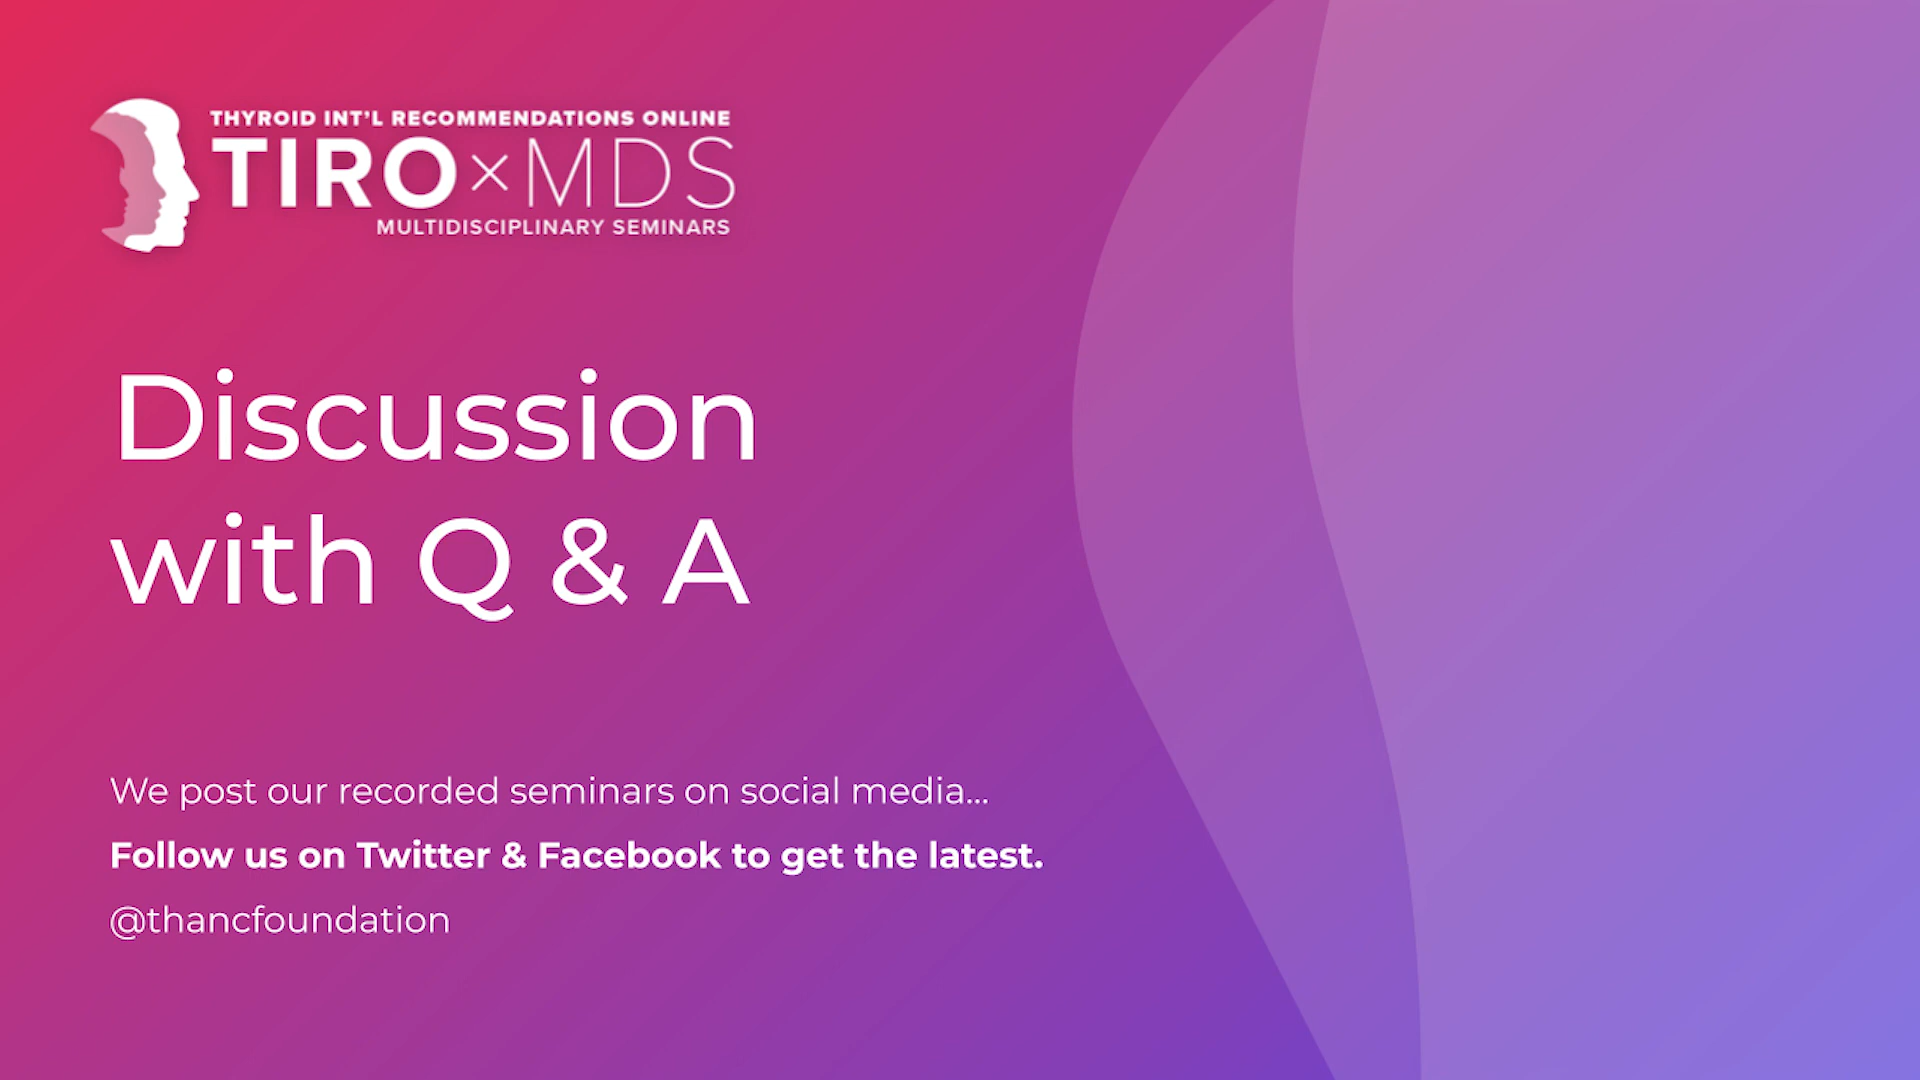 THYROID INT'L RECOMMENDATIONS ONLINE
TIRO×MDS
MULTIDISCIPLINARY SEMINARS
Discussion
with Q & A
We post our recorded seminars on social media...
Follow us on Twitter & Facebook to get the latest.
@thancfoundation